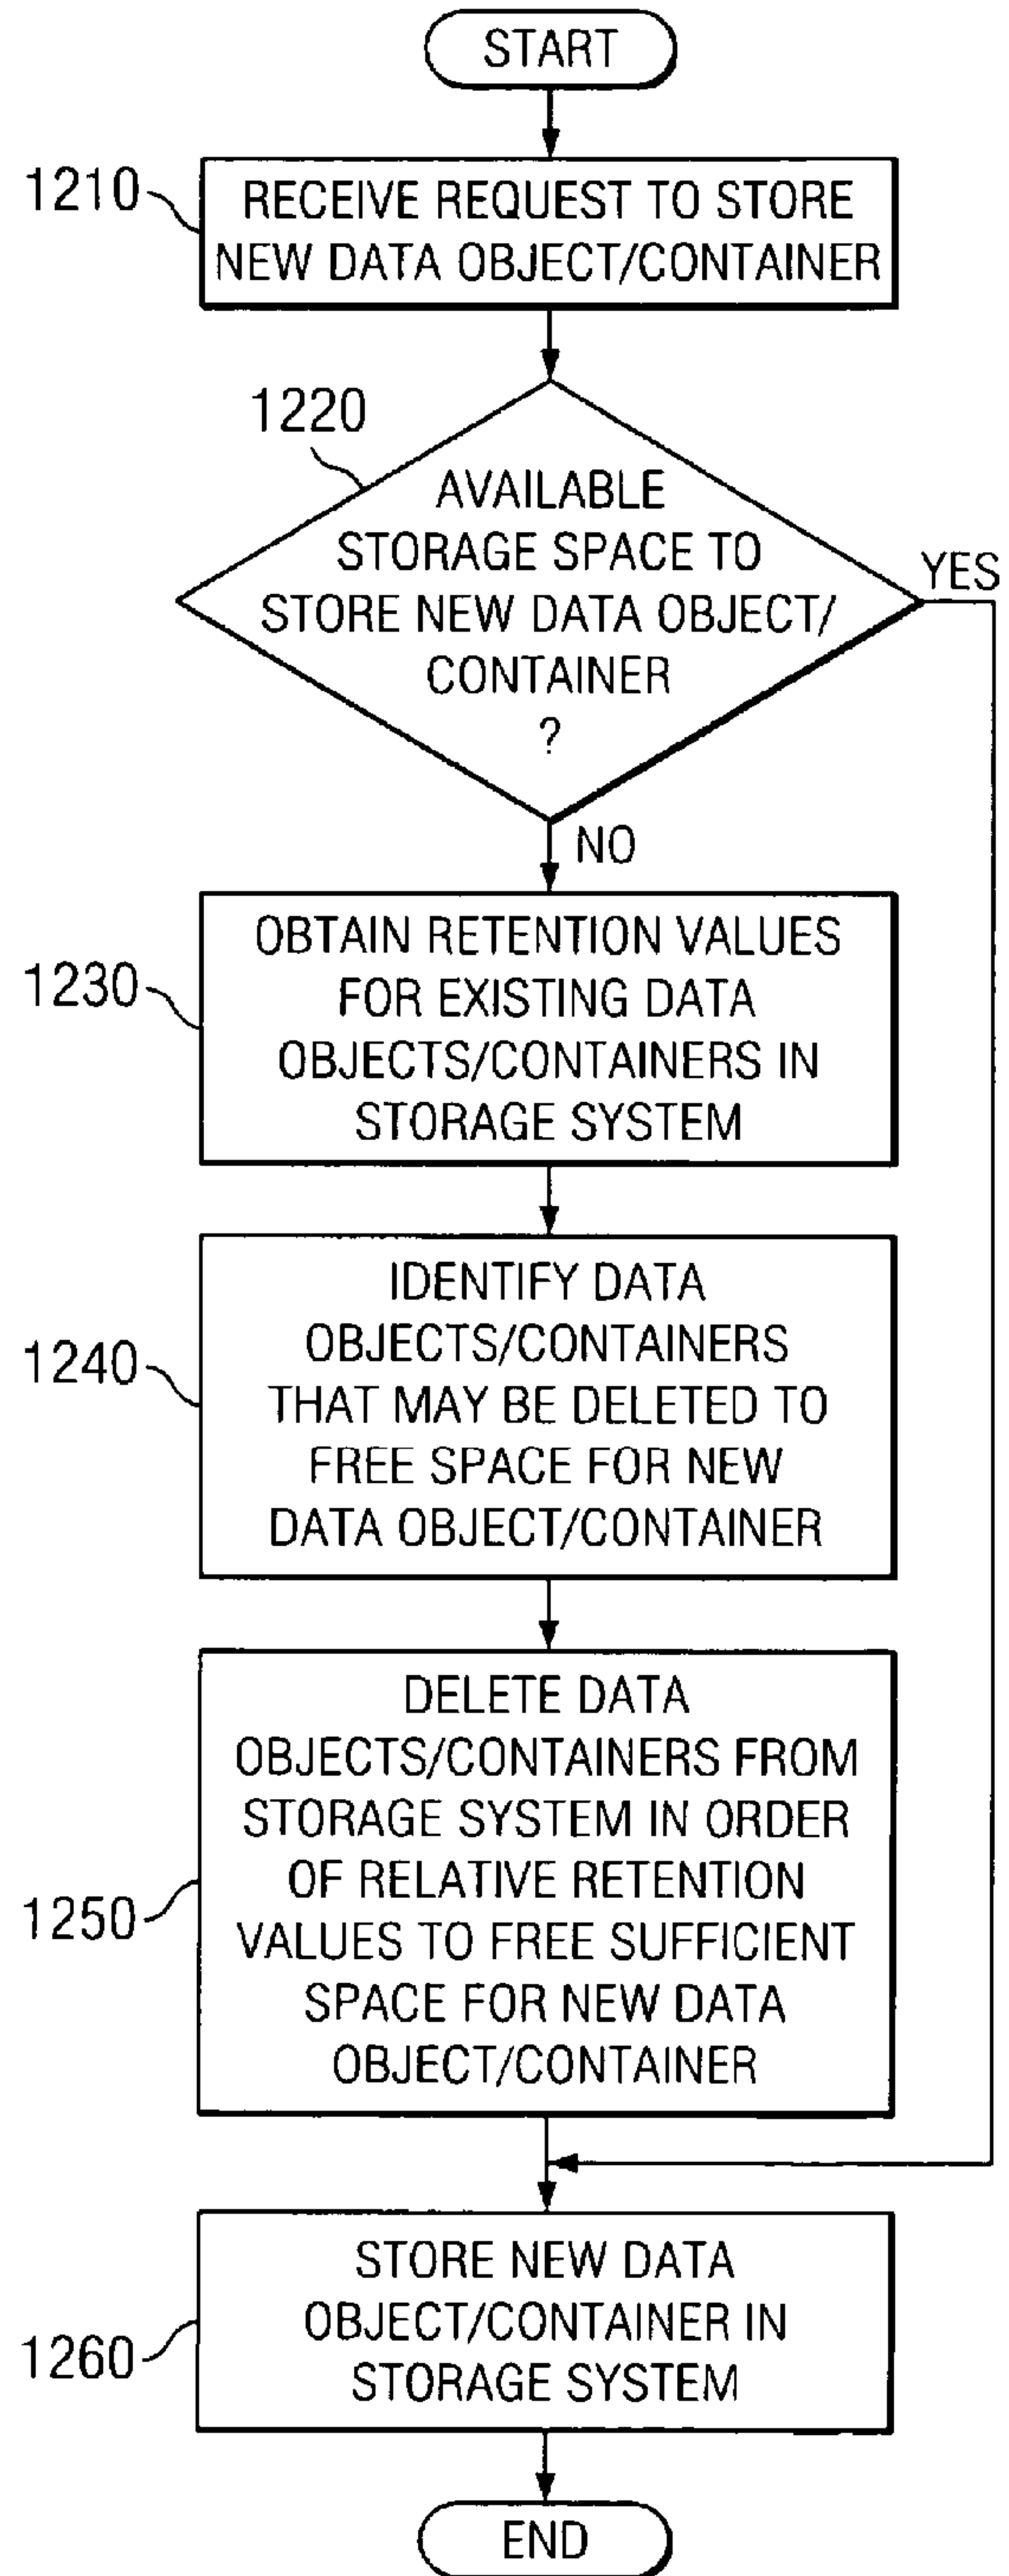 START
1210
RECEIVE REQUEST TO STORE
NEW DATA OBJECT/CONTAINER
1220
AVAILABLE
STORAGE SPACE TO
STORE NEW DATA OBJECT/
CONTAINER
?
YES
NO
1230
OBTAIN RETENTION VALUES
FOR EXISTING DATA
OBJECTS/CONTAINERS IN
STORAGE SYSTEM
1240
IDENTIFY DATA
OBJECTS/CONTAINERS
THAT MAY BE DELETED TO
FREE SPACE FOR NEW
DATA OBJECT/CONTAINER
1250
DELETE DATA
OBJECTS/CONTAINERS FROM
STORAGE SYSTEM IN ORDER
OF RELATIVE RETENTION
VALUES TO FREE SUFFICIENT
SPACE FOR NEW DATA
OBJECT/CONTAINER
1260
STORE NEW DATA
OBJECT/CONTAINER IN
STORAGE SYSTEM
END